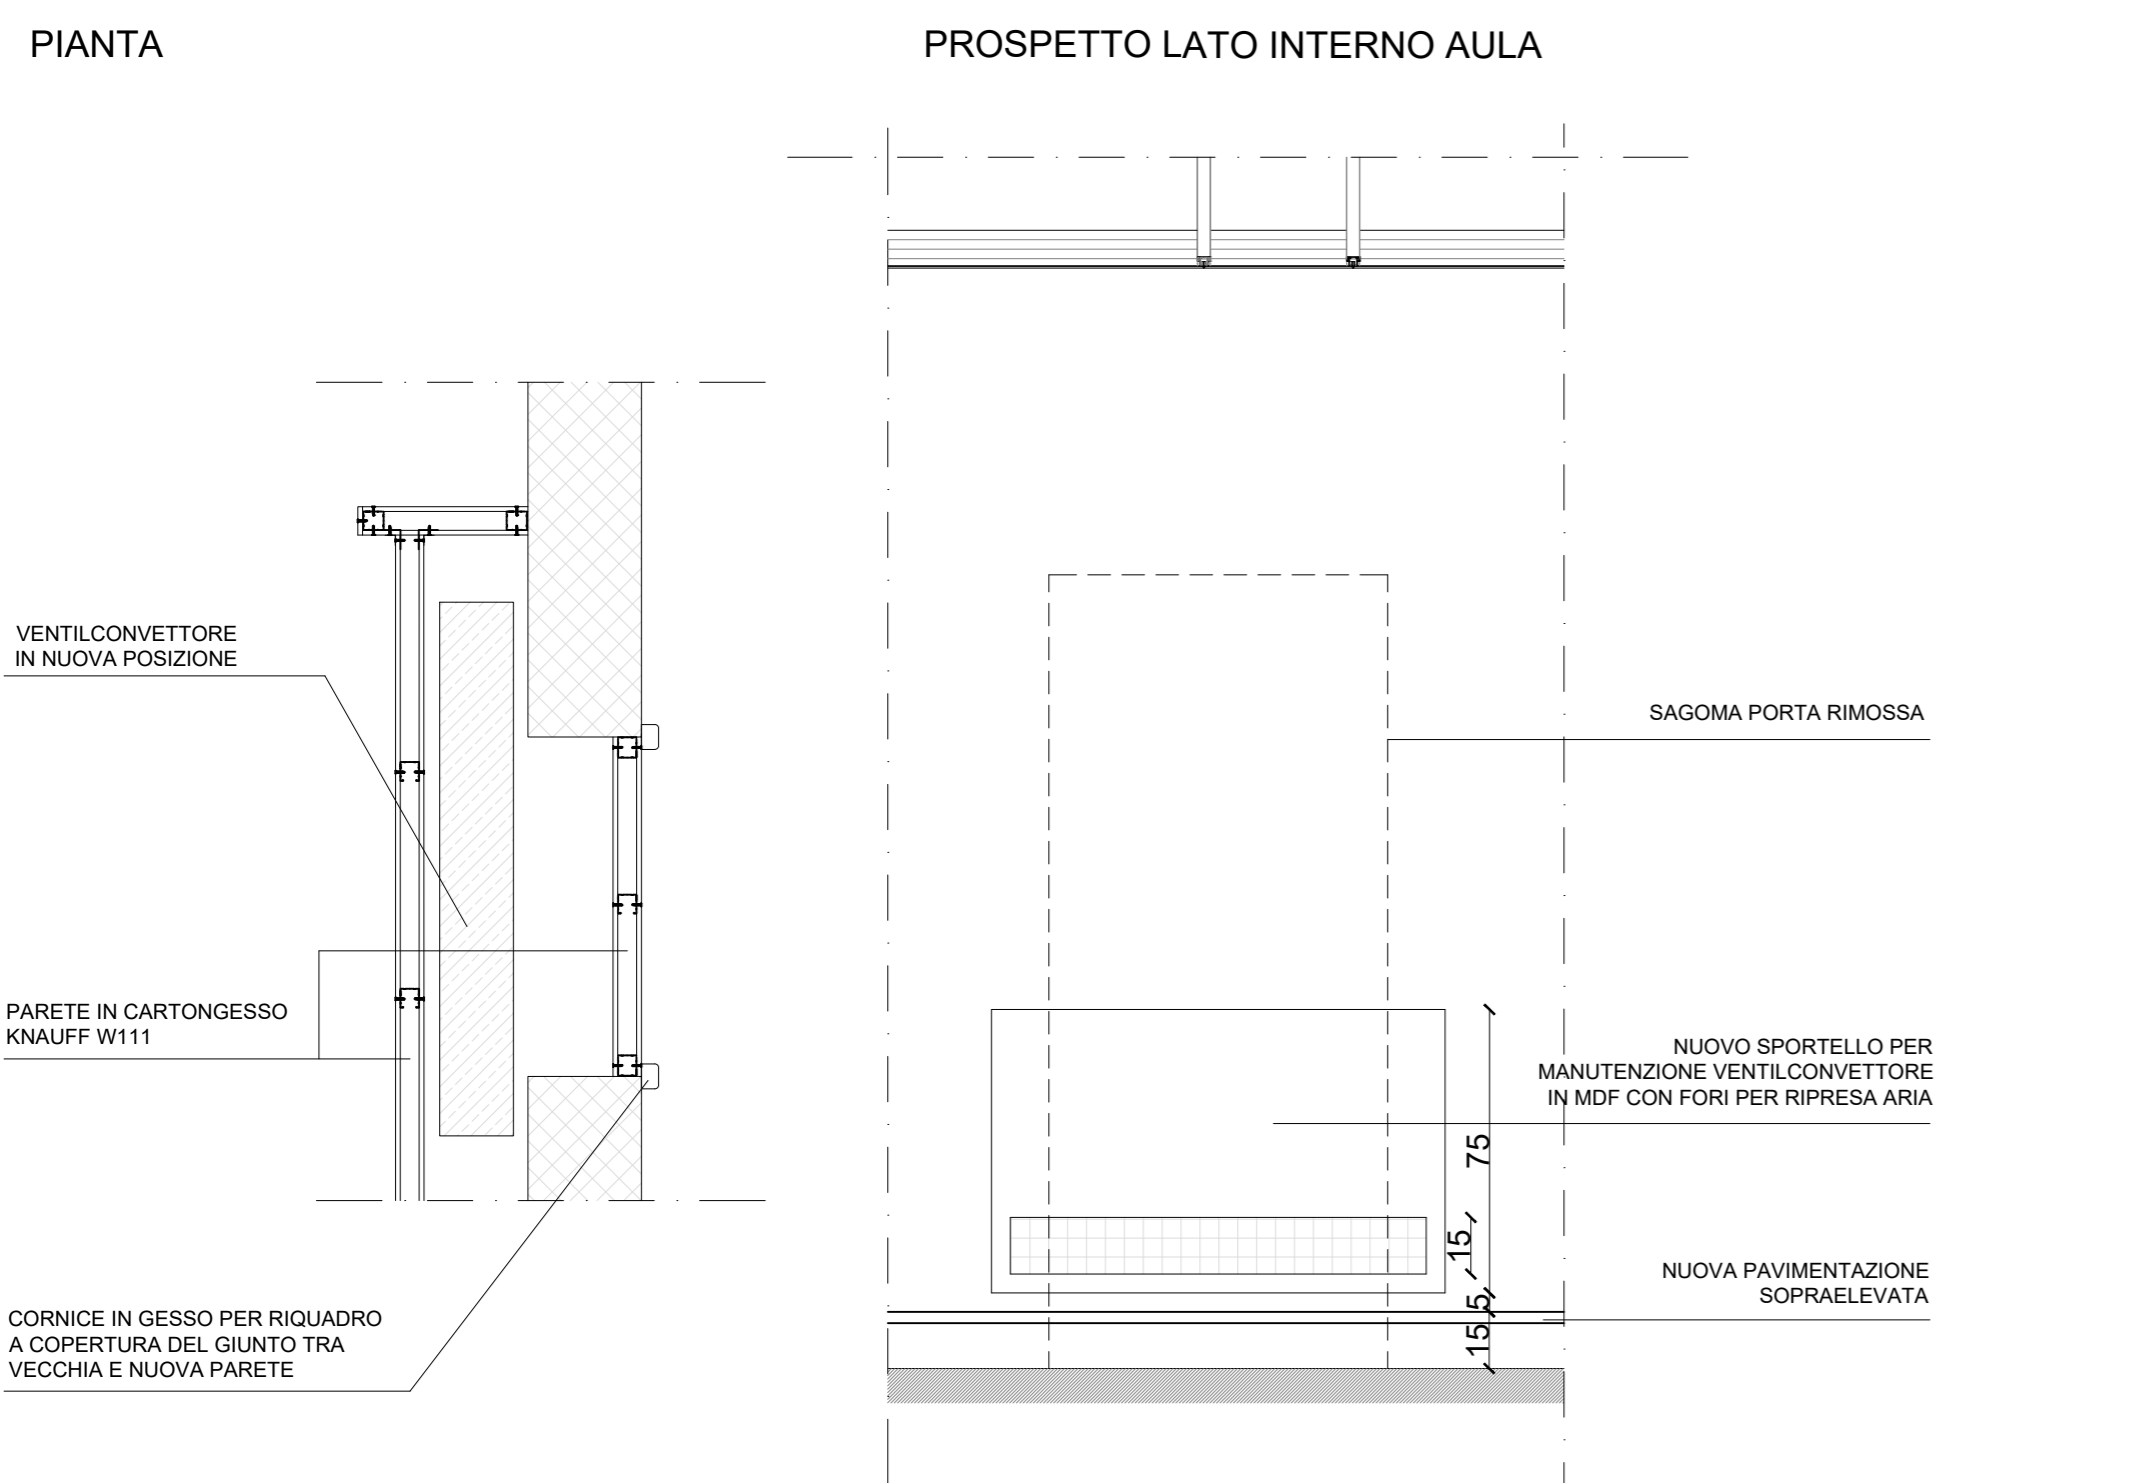 PIANTA
PROSPETTO LATO INTERNO AULA
VENTILCONVETTORE
IN NUOVA POSIZIONE
PARETE IN CARTONGESSO
KNAUFF W111
CORNICE IN GESSO PER RIQUADRO
A COPERTURA DEL GIUNTO TRA
VECCHIA E NUOVA PARETE
SAGOMA PORTA RIMOSSA
NUOVO SPORTELLO PER
MANUTENZIONE VENTILCONVETTORE
IN MDF CON FORI PER RIPRESA ARIA
75
15
5
15
NUOVA PAVIMENTAZIONE
SOPRAELEVATA